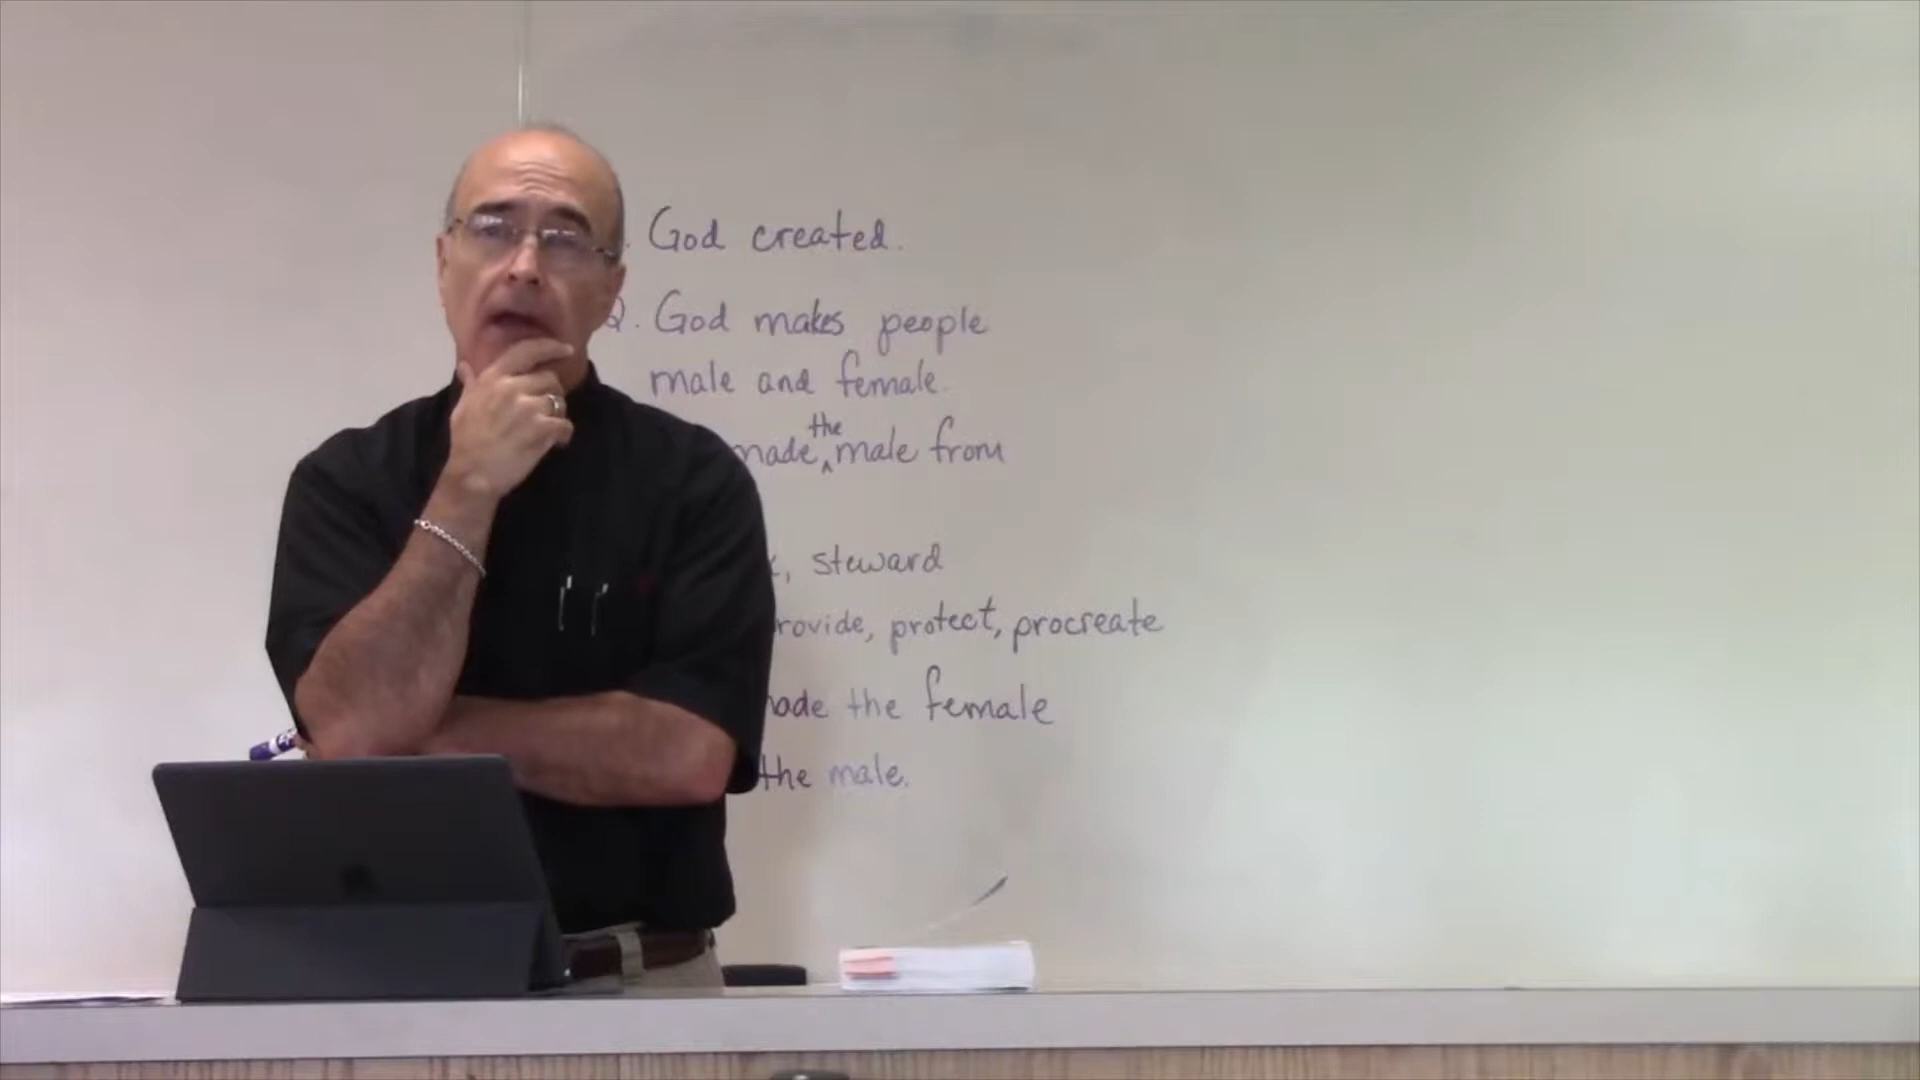 God created.
2. God makes people
male and female.
the
made ^ male from
, steward
rovide, protect, procreate
ade the female
the male.